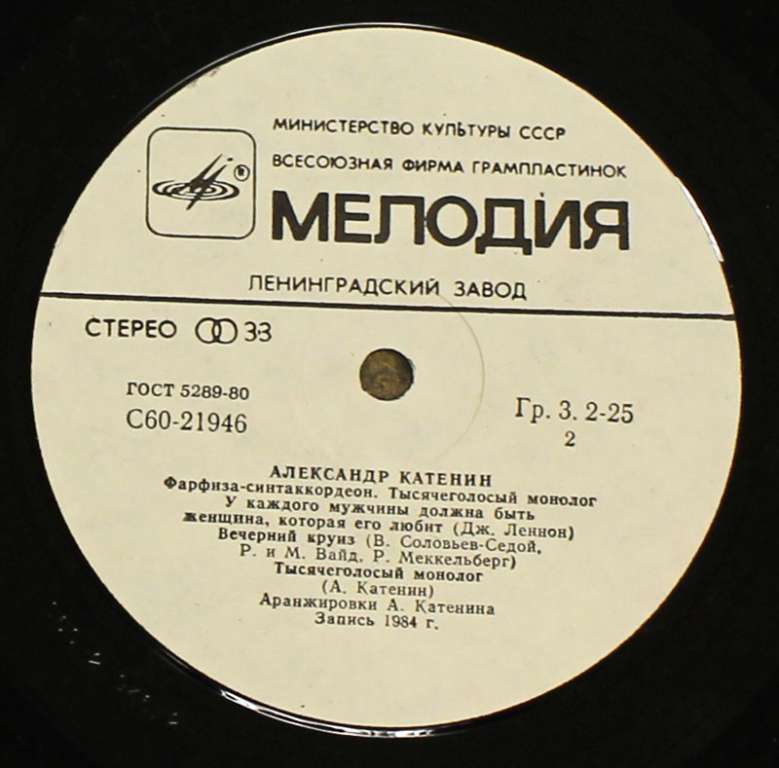 МИНИСТЕРСТВО КУЛЬТУРЫ СССР
ВСЕСОЮЗНАЯ ФИРМА ГРАМПЛАСТИНОК
МЕЛОДИЯ
ЛЕНИНГРАДСКИЙ ЗАВОД
СТЕРЕО 33
ГОСТ 5289-80
С60-21946
Гр. 3. 2-25
2
АЛЕКСАНДР КАТЕНИН
Фарфиза-синтаккордеон. Тысячеголосый монолог
У каждого мужчины должна быть
женщина, которая его любит (Дж. Леннон)
Вечерний круиз (В. Соловьев-Седой,
Р. и М. Вайд, Р. Меккельберг)
Тысячеголосый монолог
(А. Катенин)
Аранжировки А. Катенина
Запись 1984 г.